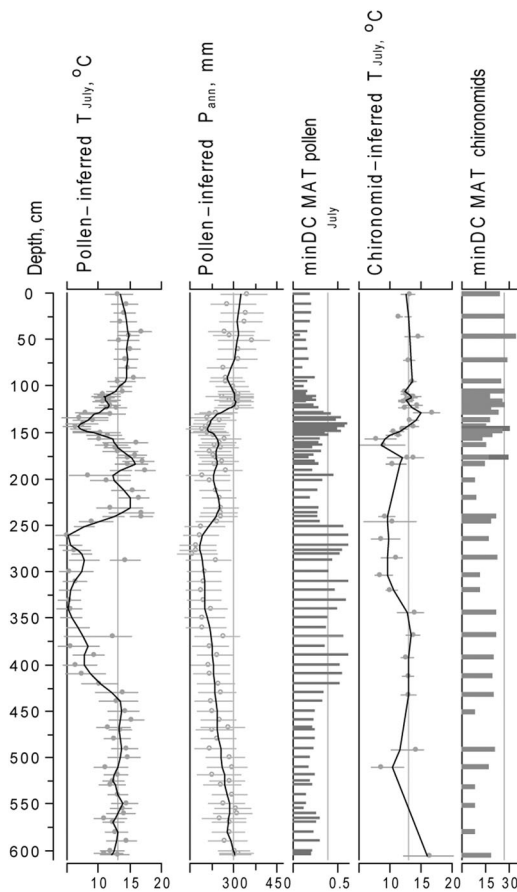 Depth, cm
Pollen-inferred T July, °C
Pollen-inferred P ann, mm
minDC MAT pollen July
Chironomid-inferred T July, °C
minDC MAT chironomids
0
50
100
150
200
250
300
350
400
450
500
550
600
10 15 20
150 300 450
0.5
10 15 20
15 30